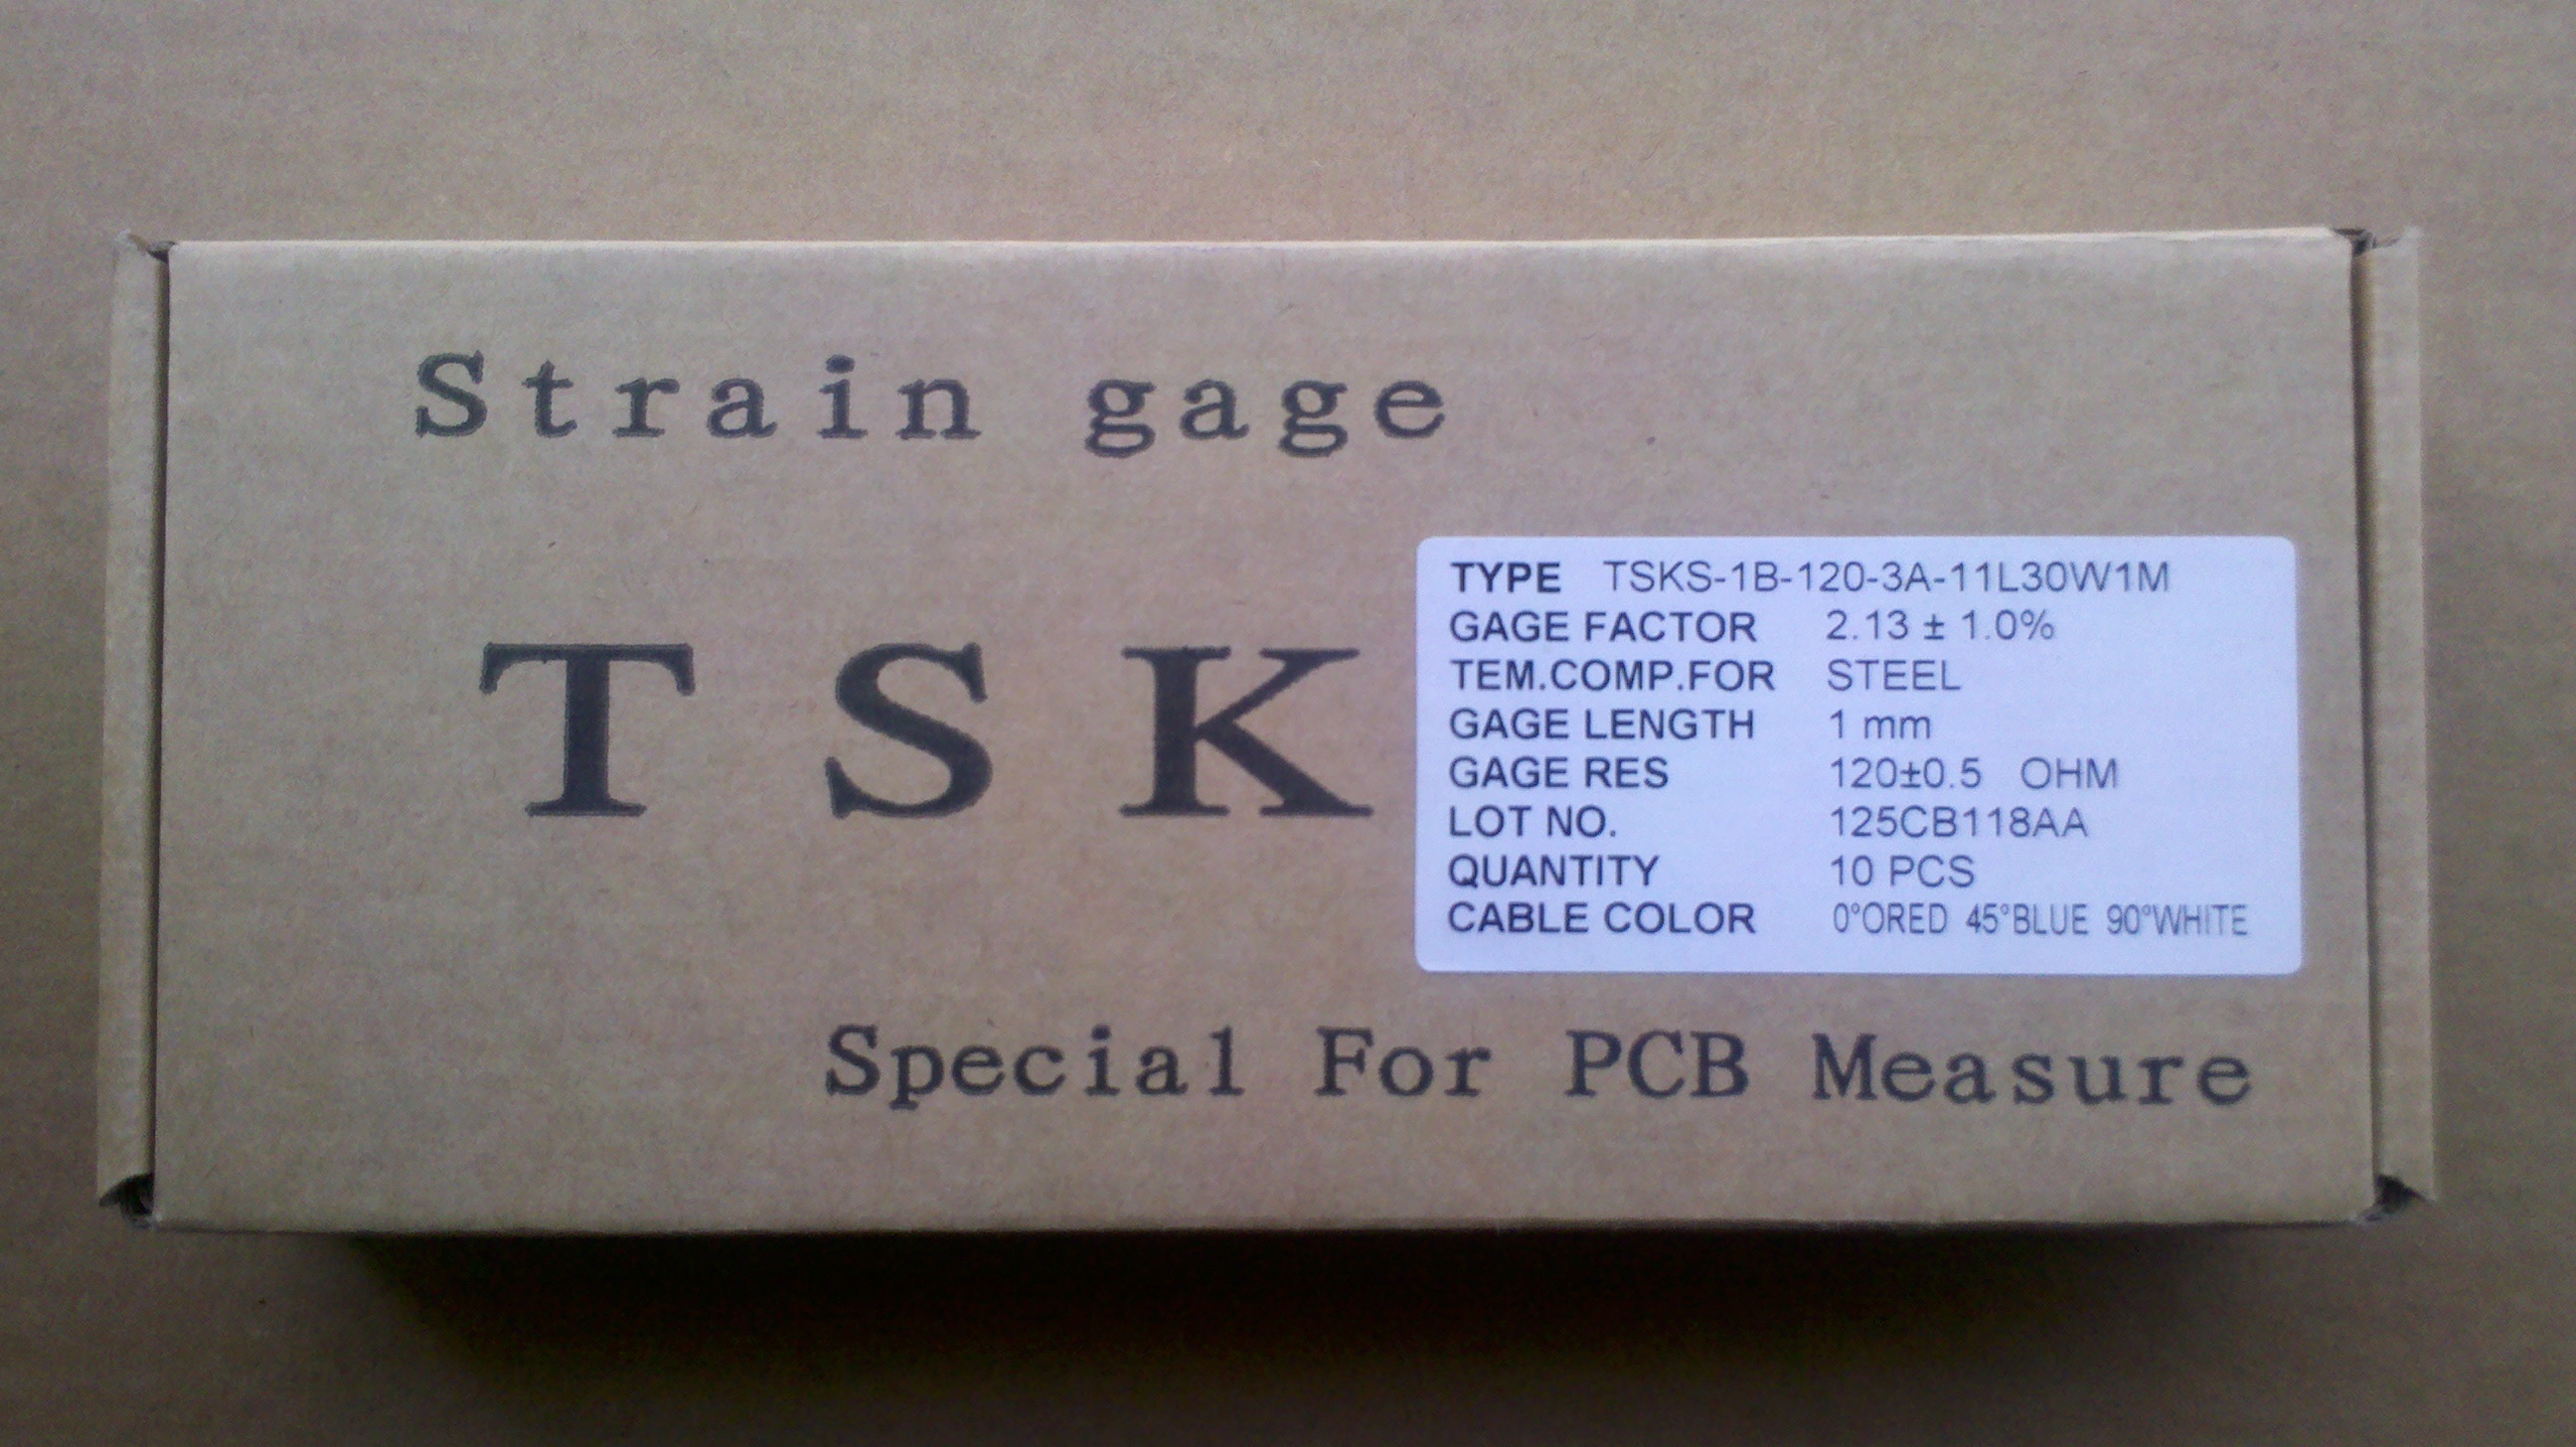 Strain gage
TSK
TYPE TSKS-1B-120-3A-11L30W1M
GAGE FACTOR 2.13 ± 1.0%
TEM.COMP.FOR STEEL
GAGE LENGTH 1 mm
GAGE RES 120±0.5 OHM
LOT NO. 125CB118AA
QUANTITY 10 PCS
CABLE COLOR 0°ORED 45°BLUE 90°WHITE
Special For PCB Measure